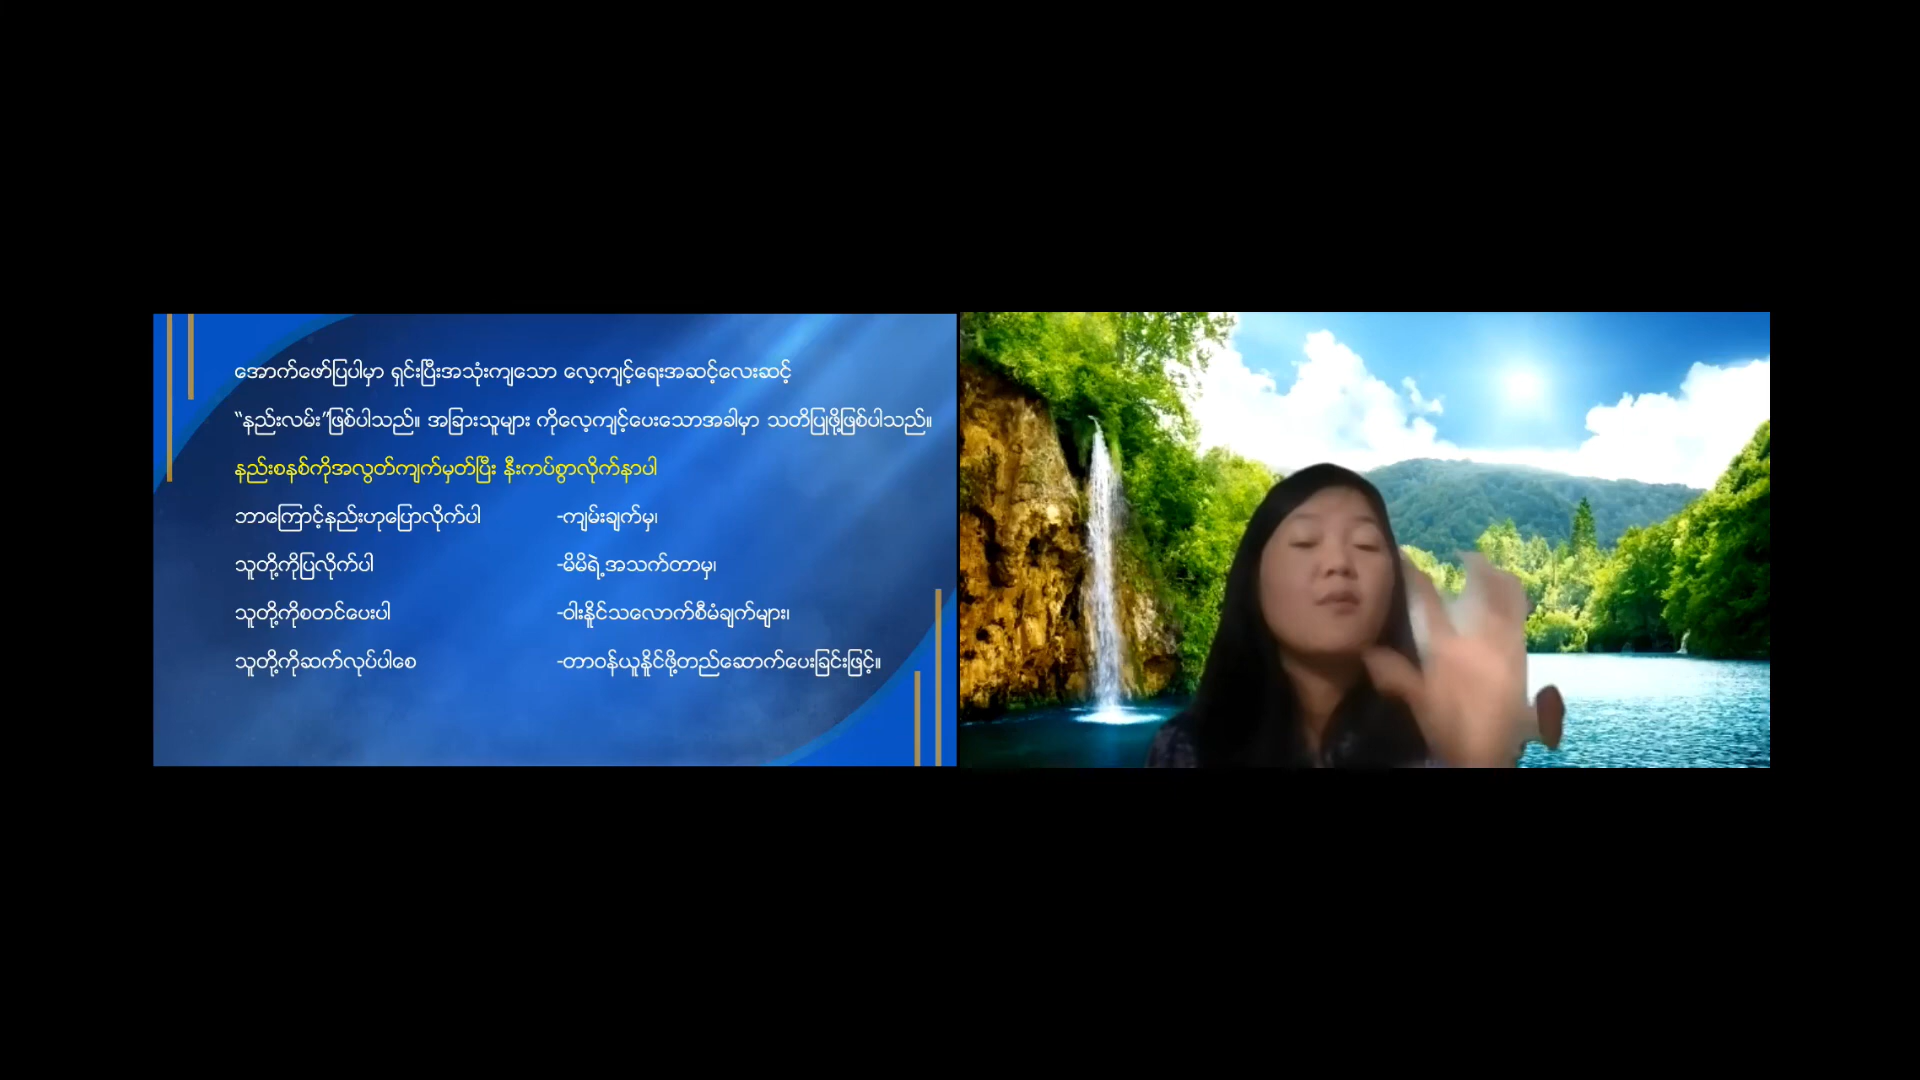 အောက်ဖော်ပြပါမှာ ရှင်းပြီးအသုံးကျသော လေ့ကျင့်ရေးအဆင့်လေးဆင့်
“နည်းလမ်း”ဖြစ်ပါသည်။ အခြားသူများ ကိုလေ့ကျင့်ပေးသောအခါမှာ သတိပြုဖို့ဖြစ်ပါသည်။
နည်းစနစ်ကိုအလွတ်ကျက်မှတ်ပြီး နီးကပ်စွာလိုက်နာပါ
ဘာကြောင့်နည်းဟုပြောလိုက်ပါ -ကျမ်းချက်မှ၊
သူတို့ကိုပြလိုက်ပါ -မိမိရဲ့အသက်တာမှ၊
သူတို့ကိုစတင်ပေးပါ -ဝါးနိူင်သလောက်စီမံချက်များ၊
သူတို့ကိုဆက်လုပ်ပါစေ -တာဝန်ယူနိူင်ဖို့တည်ဆောက်ပေးခြင်းဖြင့်။